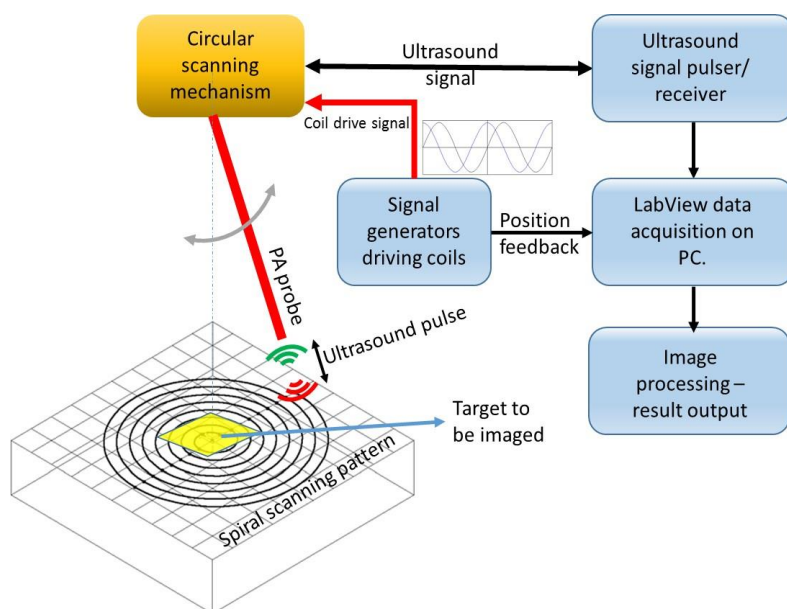 Circular
scanning
mechanism
Ultrasound
signal
Ultrasound
signal pulser/
receiver
Coil drive signal
Signal
generators
driving coils
Position
feedback
LabView data
acquisition on
PC.
PA probe
Ultrasound pulse
Image
processing –
result output
Target to
be imaged
Spiral scanning pattern